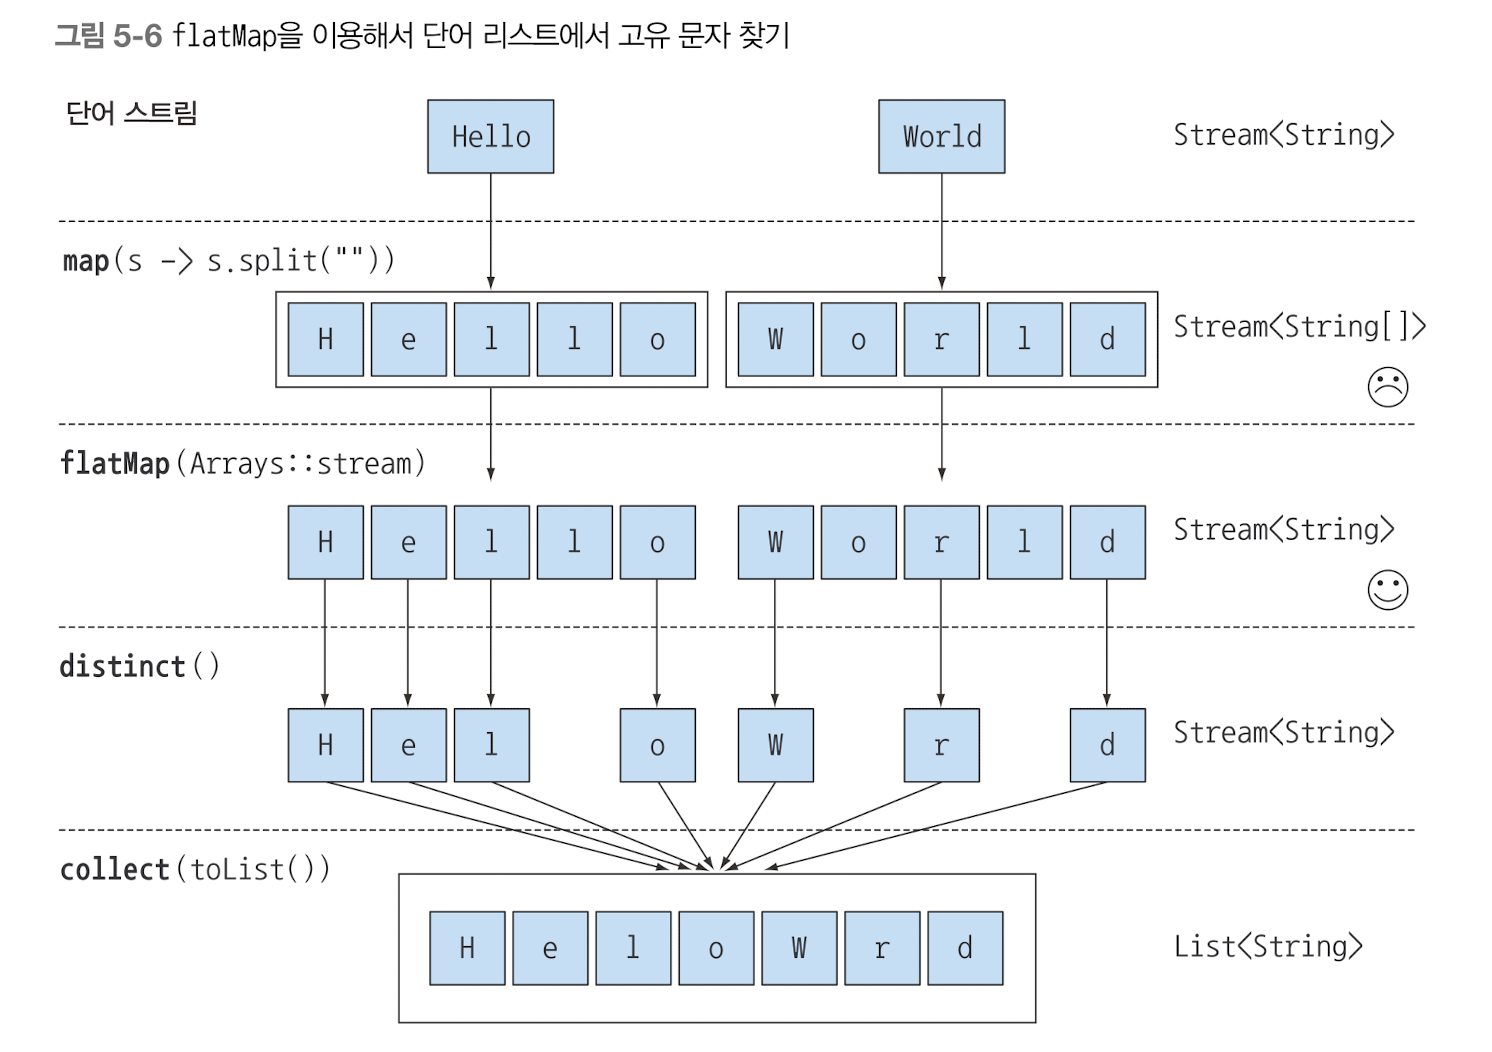 그림 5-6 flatMap을 이용해서 단어 리스트에서 고유 문자 찾기
단어 스트림
Hello World Stream<String>
map(s -> s.split(""))
H e l l o W o r l d Stream<String[]>
flatMap(Arrays::stream)
H e l l o W o r l d Stream<String>
distinct()
H e l o W r d Stream<String>
collect(toList())
H e l o W r d List<String>